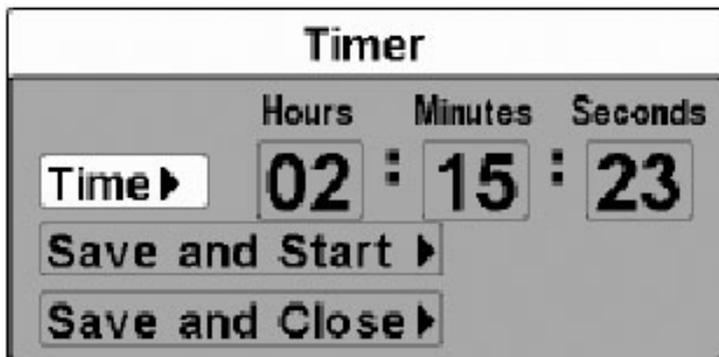 Timer
Hours Minutes Seconds
Time▶ 02 : 15 : 23
Save and Start ▶
Save and Close▶